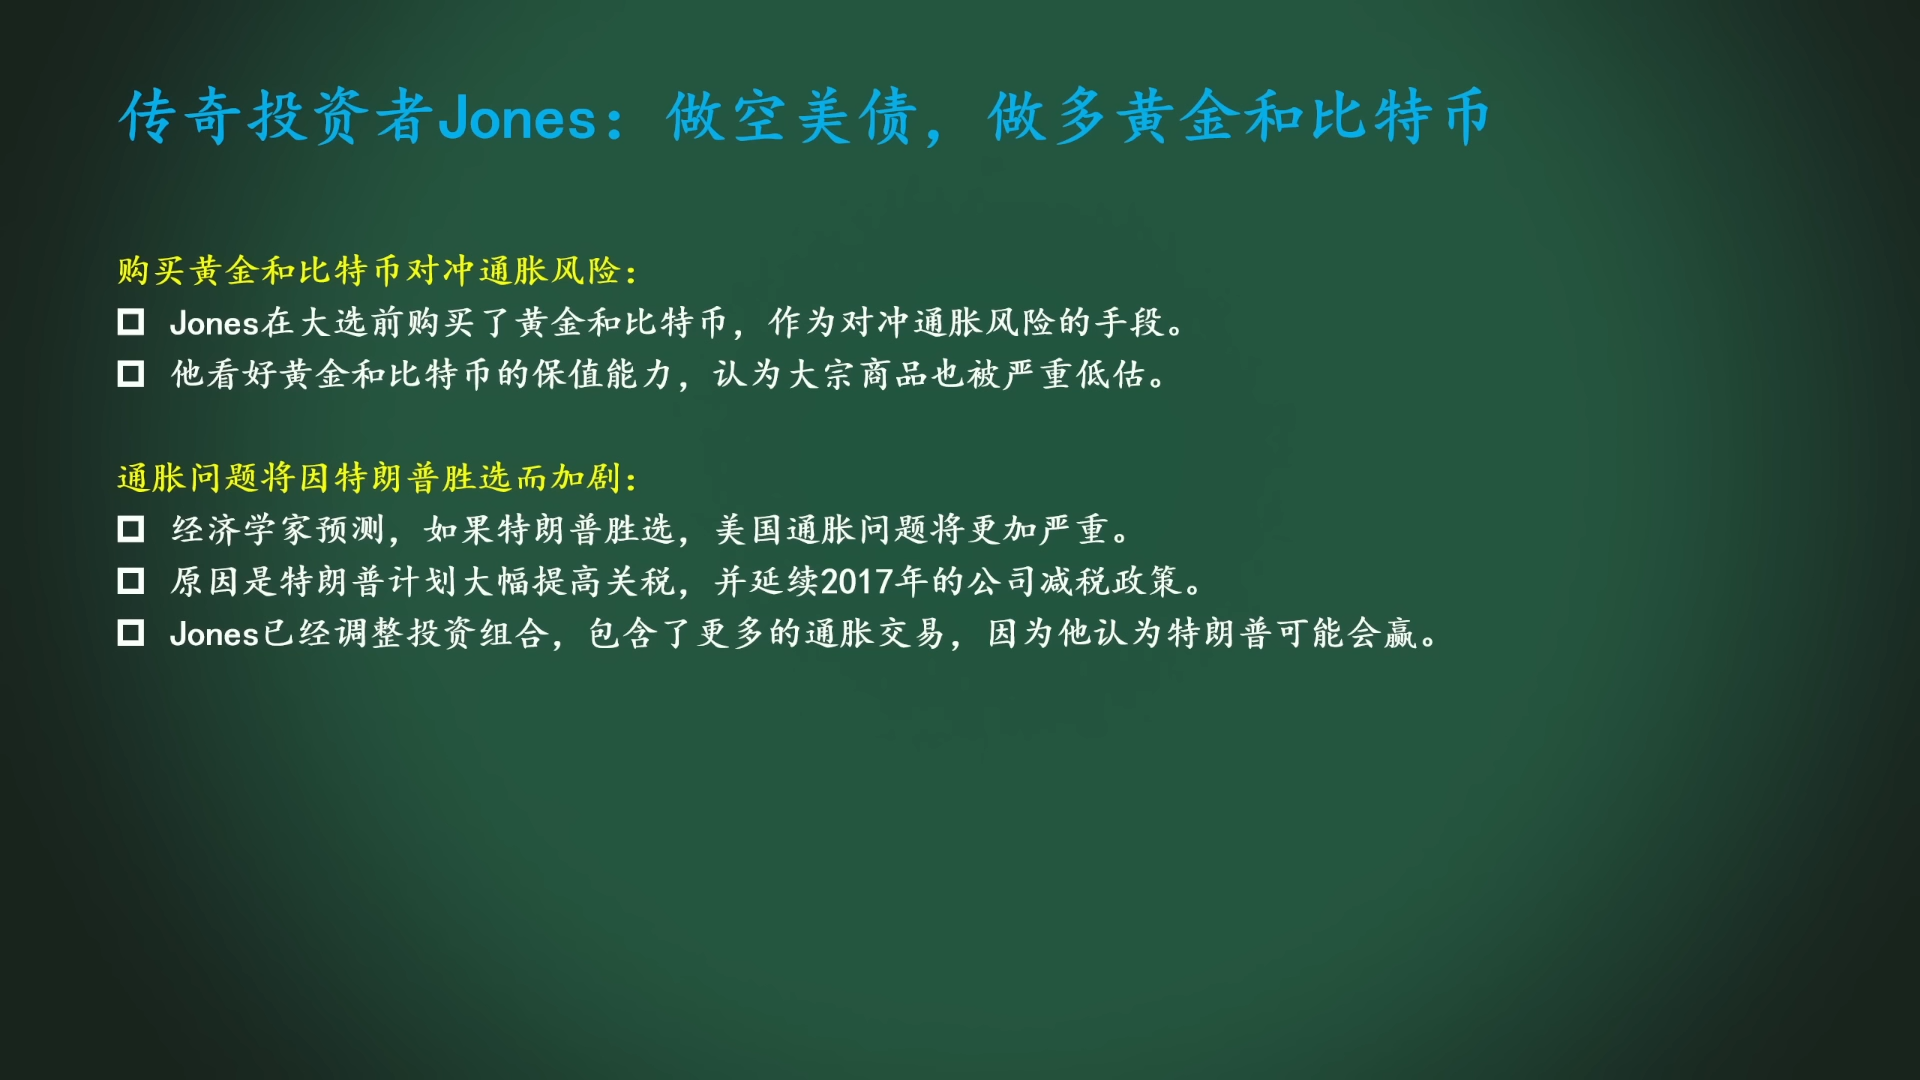 传奇投资者Jones：做空美债，做多黄金和比特币
购买黄金和比特币对冲通胀风险：
Jones在大选前购买了黄金和比特币，作为对冲通胀风险的手段。
他看好黄金和比特币的保值能力，认为大宗商品也被严重低估。
通胀问题将因特朗普胜选而加剧：
经济学家预测，如果特朗普胜选，美国通胀问题将更加严重。
原因是特朗普计划大幅提高关税，并延续2017年的公司减税政策。
Jones已经调整投资组合，包含了更多的通胀交易，因为他认为特朗普可能会赢。